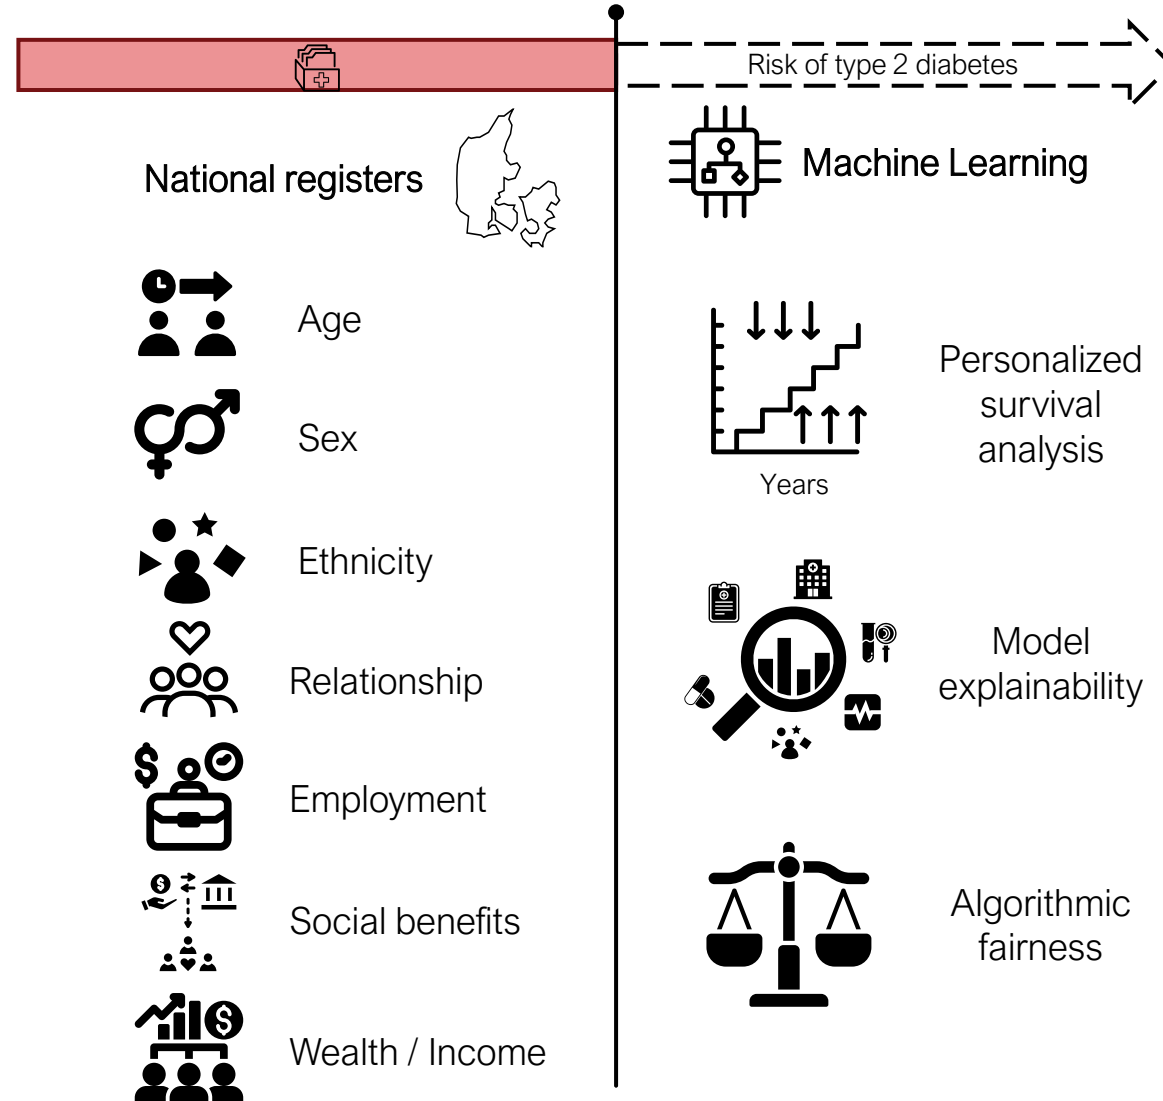 Risk of type 2 diabetes
National registers
Age
Sex
Ethnicity
Relationship
Employment
Social benefits
Wealth / Income
Machine Learning
Personalized
survival
analysis
Years
Model
explainability
Algorithmic
fairness